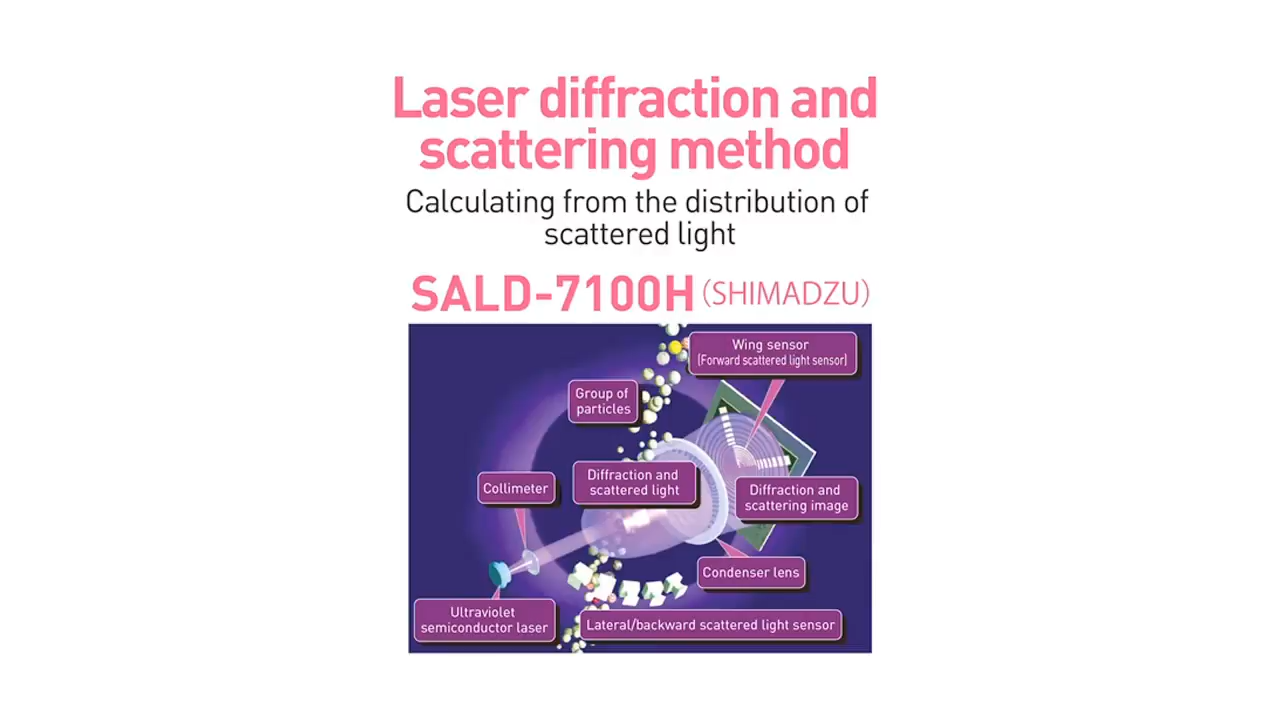 Laser diffraction and
scattering method
Calculating from the distribution of
scattered light
SALD-7100H (SHIMADZU)
Wing sensor
(Forward scattered light sensor)
Group of
particles
Diffraction and
scattered light
Collimeter
Diffraction and
scattering image
Condenser lens
Ultraviolet
semiconductor laser
Lateral/backward scattered light sensor